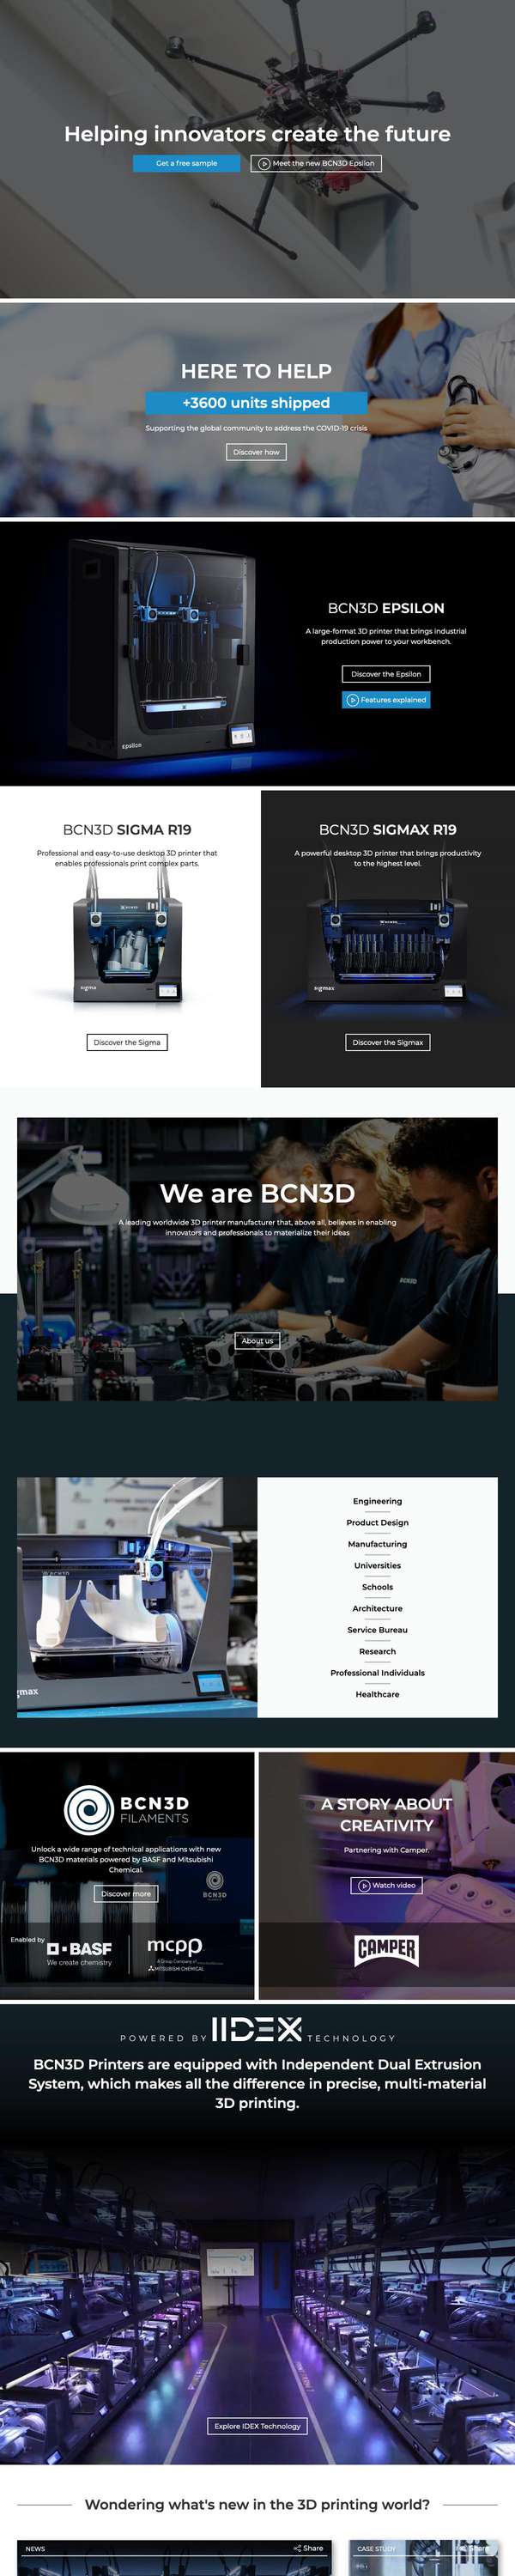 Helping innovators create the future
Get a free sample
Meet the new BCN3D Epsilon
HERE TO HELP
+3600 units shipped
Supporting the global community to address the COVID-19 crisis
Discover how
BCN3D EPSILON
A large-format 3D printer that brings industrial
production power to your workbench.
Discover the Epsilon
Features explained
Epsilon
BCN3D SIGMA R19
Professional and easy-to-use desktop 3D printer that
enables professionals print complex parts.
sigma
Discover the Sigma
BCN3D SIGMAX R19
A powerful desktop 3D printer that brings productivity
to the highest level.
sigmax
Discover the Sigmax
We are BCN3D
A leading worldwide 3D printer manufacturer that, above all, believes in enabling
innovators and professionals to materialize their ideas
About us
max
Engineering
Product Design
Manufacturing
Universities
Schools
Architecture
Service Bureau
Research
Professional Individuals
Healthcare
BCN3D
FILAMENTS
Unlock a wide range of technical applications with new
BCN3D materials powered by BASF and Mitsubishi
Chemical.
Discover more
BCN3D
Enabled by
BASF
We create chemistry
mcpp
A Group Company of
MITSUBISHI CHEMICAL
A STORY ABOUT
CREATIVITY
Partnering with Camper.
Watch video
CAMPER
POWERED BY IDEX TECHNOLOGY
BCN3D Printers are equipped with Independent Dual Extrusion
System, which makes all the difference in precise, multi-material
3D printing.
Explore IDEX Technology
Wondering what's new in the 3D printing world?
NEWS
Share
CASE STUDY
Share